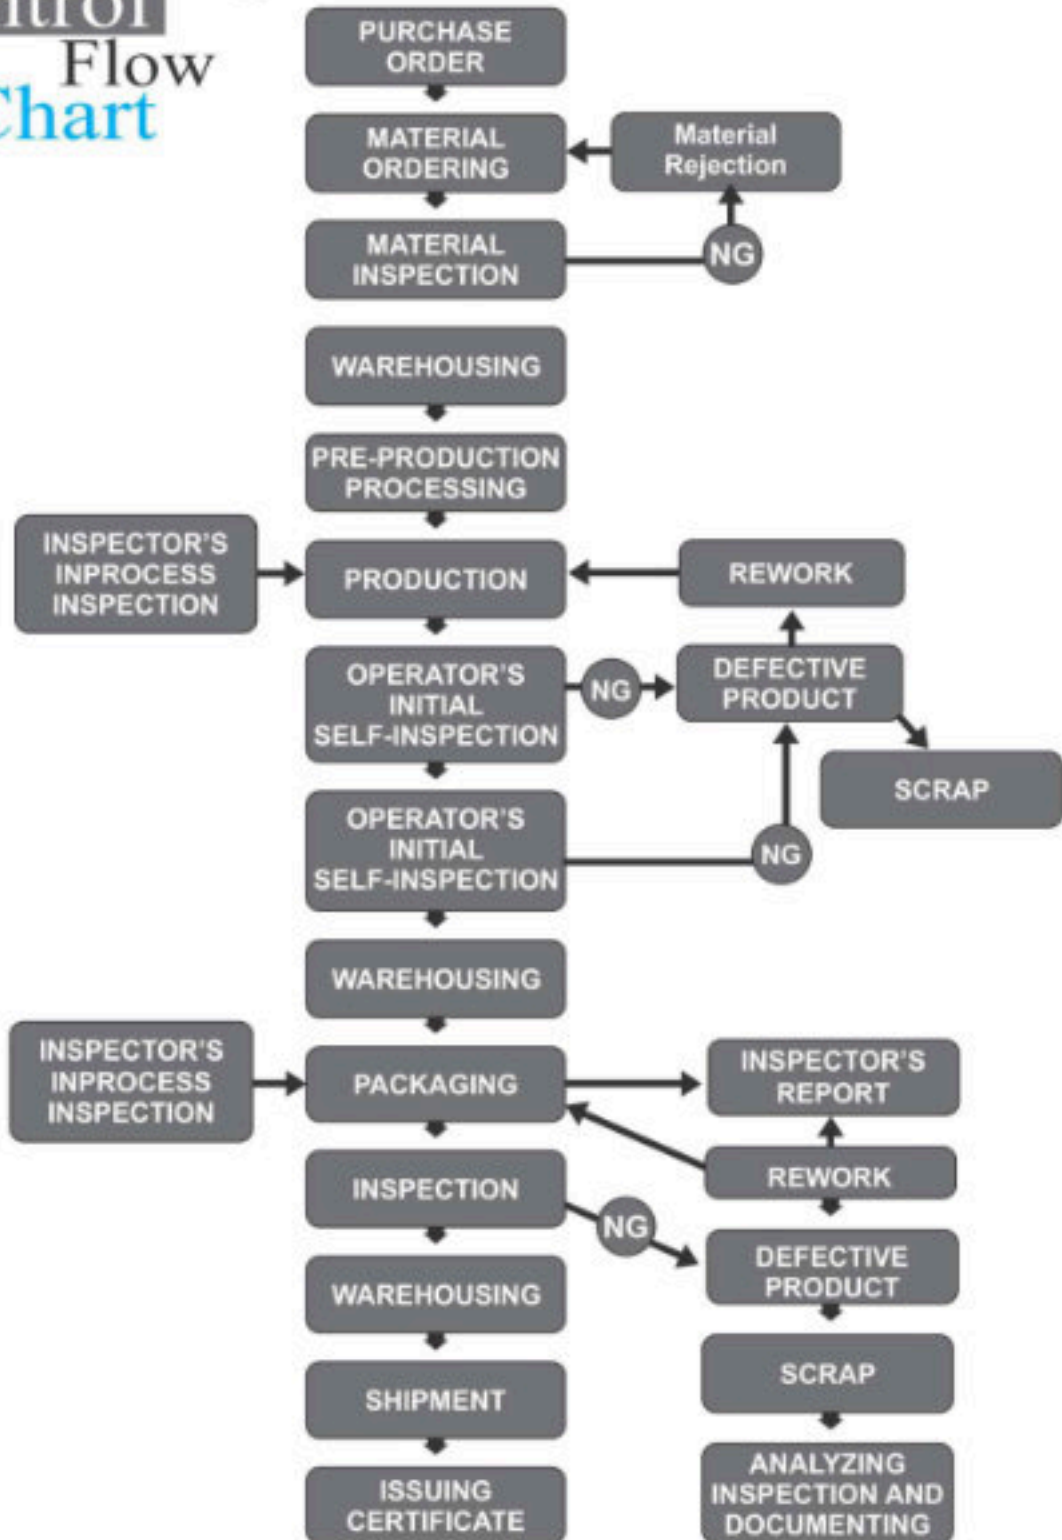 Flow
Chart
PURCHASE
ORDER
MATERIAL
ORDERING
Material
Rejection
MATERIAL
INSPECTION
NG
WAREHOUSING
PRE-PRODUCTION
PROCESSING
INSPECTOR'S
INPROCESS
INSPECTION
PRODUCTION
REWORK
OPERATOR'S
INITIAL
SELF-INSPECTION
NG
DEFECTIVE
PRODUCT
SCRAP
OPERATOR'S
INITIAL
SELF-INSPECTION
NG
WAREHOUSING
INSPECTOR'S
INPROCESS
INSPECTION
PACKAGING
INSPECTOR'S
REPORT
INSPECTION
NG
REWORK
DEFECTIVE
PRODUCT
WAREHOUSING
SCRAP
SHIPMENT
ISSUING
CERTIFICATE
ANALYZING
INSPECTION AND
DOCUMENTING